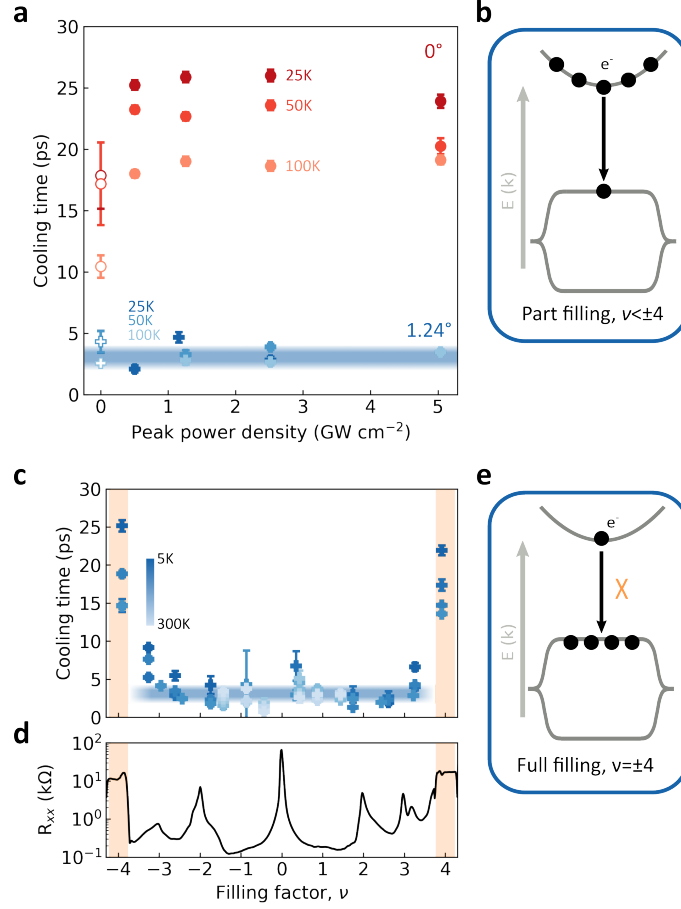 a
30
25
20
15
10
5
0
Cooling time (ps)
0°
25K
50K
100K
25K
50K
100K
1.24°
0
1
2
3
4
5
Peak power density (GW cm⁻²)
b
e⁻
E (k)
Part filling, ν<±4
c
30
25
20
15
10
5
0
Cooling time (ps)
5K
300K
d
10²
10¹
10⁰
10⁻¹
Rₓₓ (kΩ)
−4
−3
−2
−1
0
1
2
3
4
Filling factor, ν
e
e⁻
X
E (k)
Full filling, ν=±4